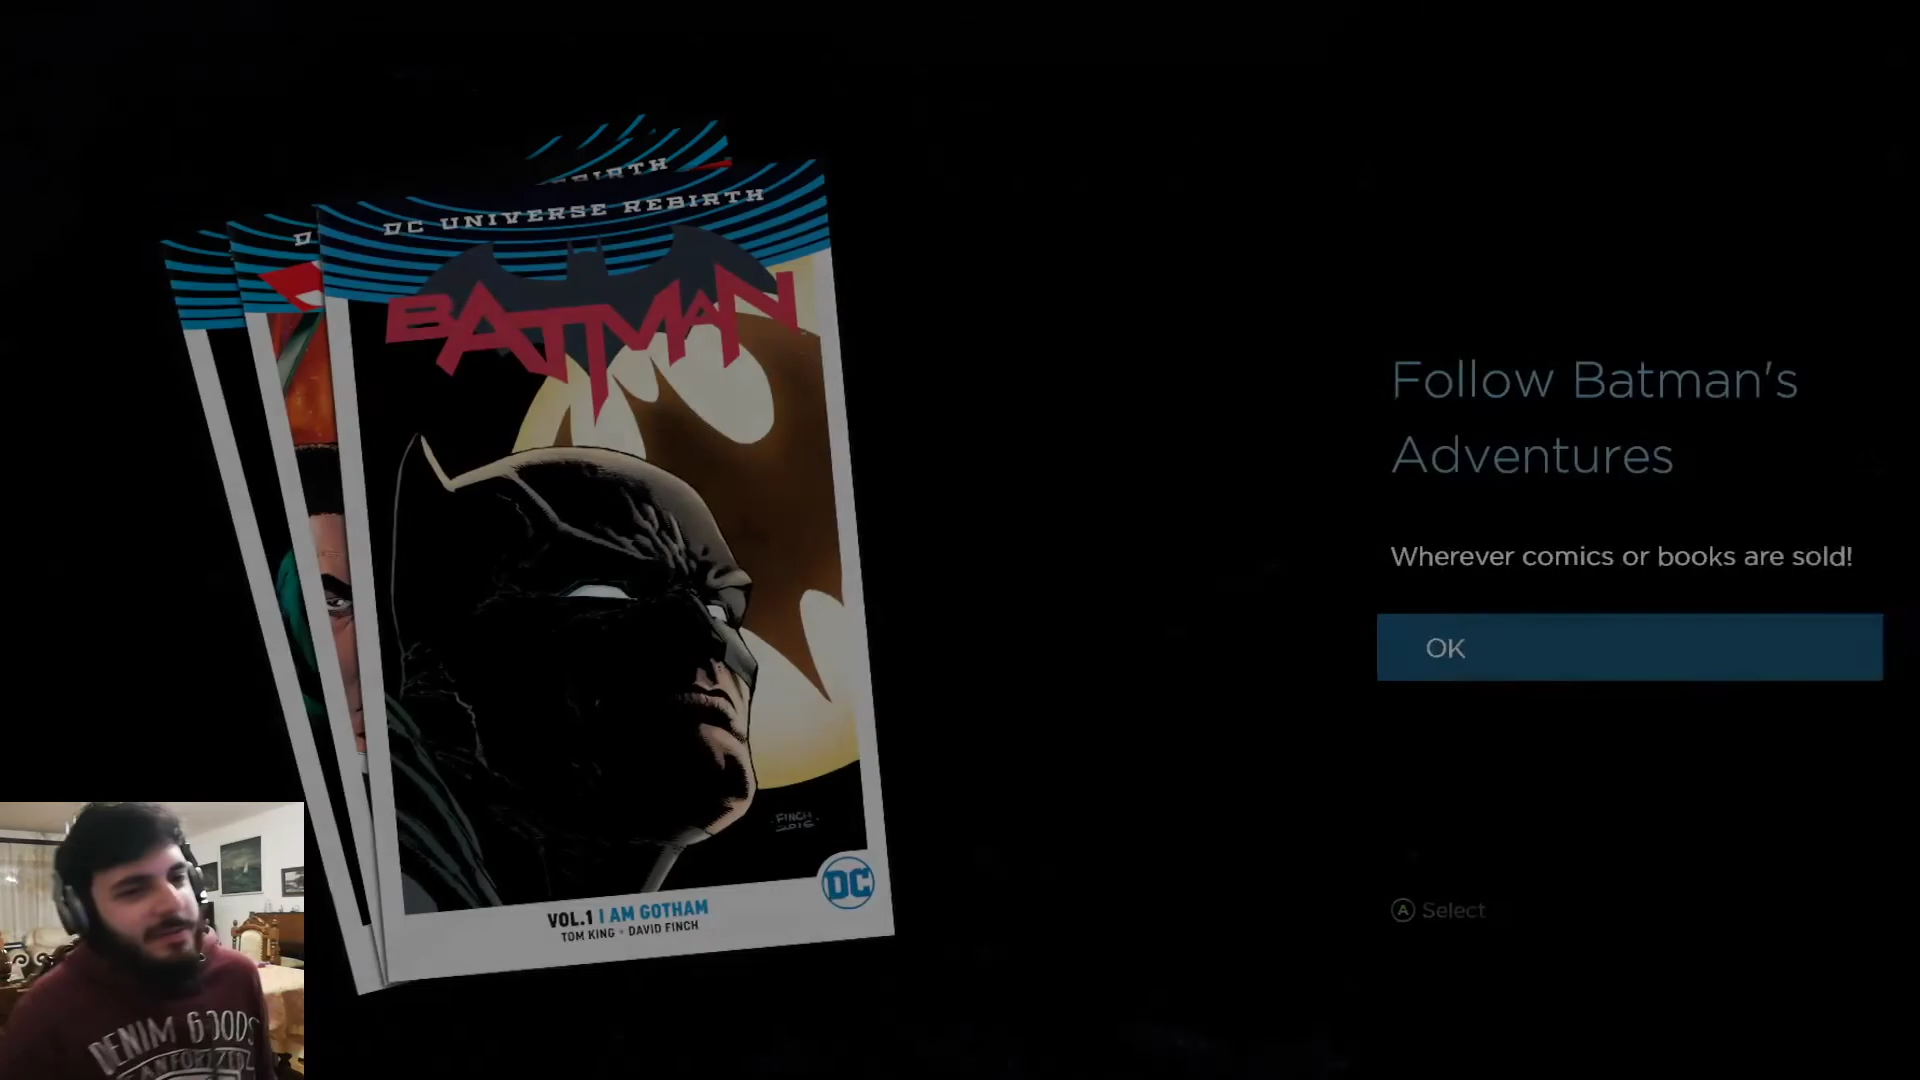 BIRTH
D
DC UNIVERSE REBIRTH
BATMAN
FINCH
2016
DC
VOL.1 I AM GOTHAM
TOM KING • DAVID FINCH
Follow Batman's
Adventures
Wherever comics or books are sold!
OK
A Select
DENIM GOODS